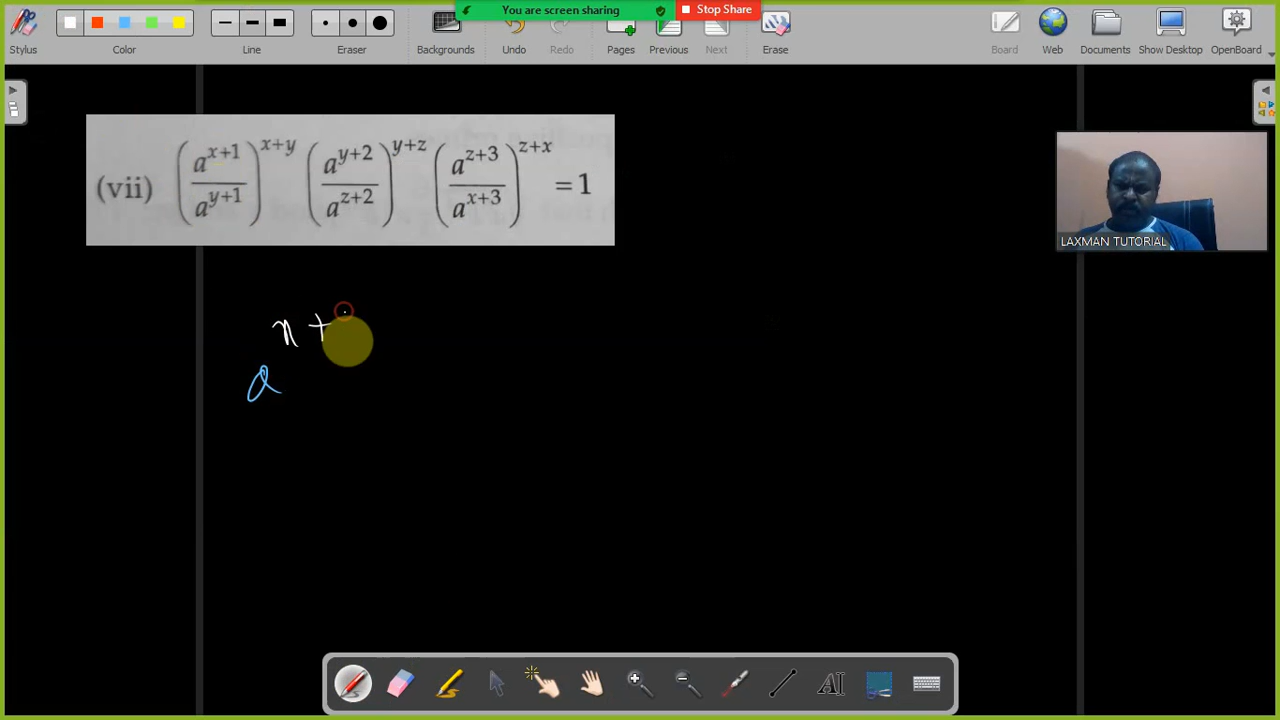 You are screen sharing Stop Share
Stylus Color Line Eraser Backgrounds Undo Redo Pages Previous Next Erase Board Web Documents Show Desktop OpenBoard
(vii) (a^{x+1}/a^{y+1})^{x+y} (a^{y+2}/a^{z+2})^{y+z} (a^{z+3}/a^{x+3})^{z+x} = 1
LAXMAN TUTORIAL
x +
a